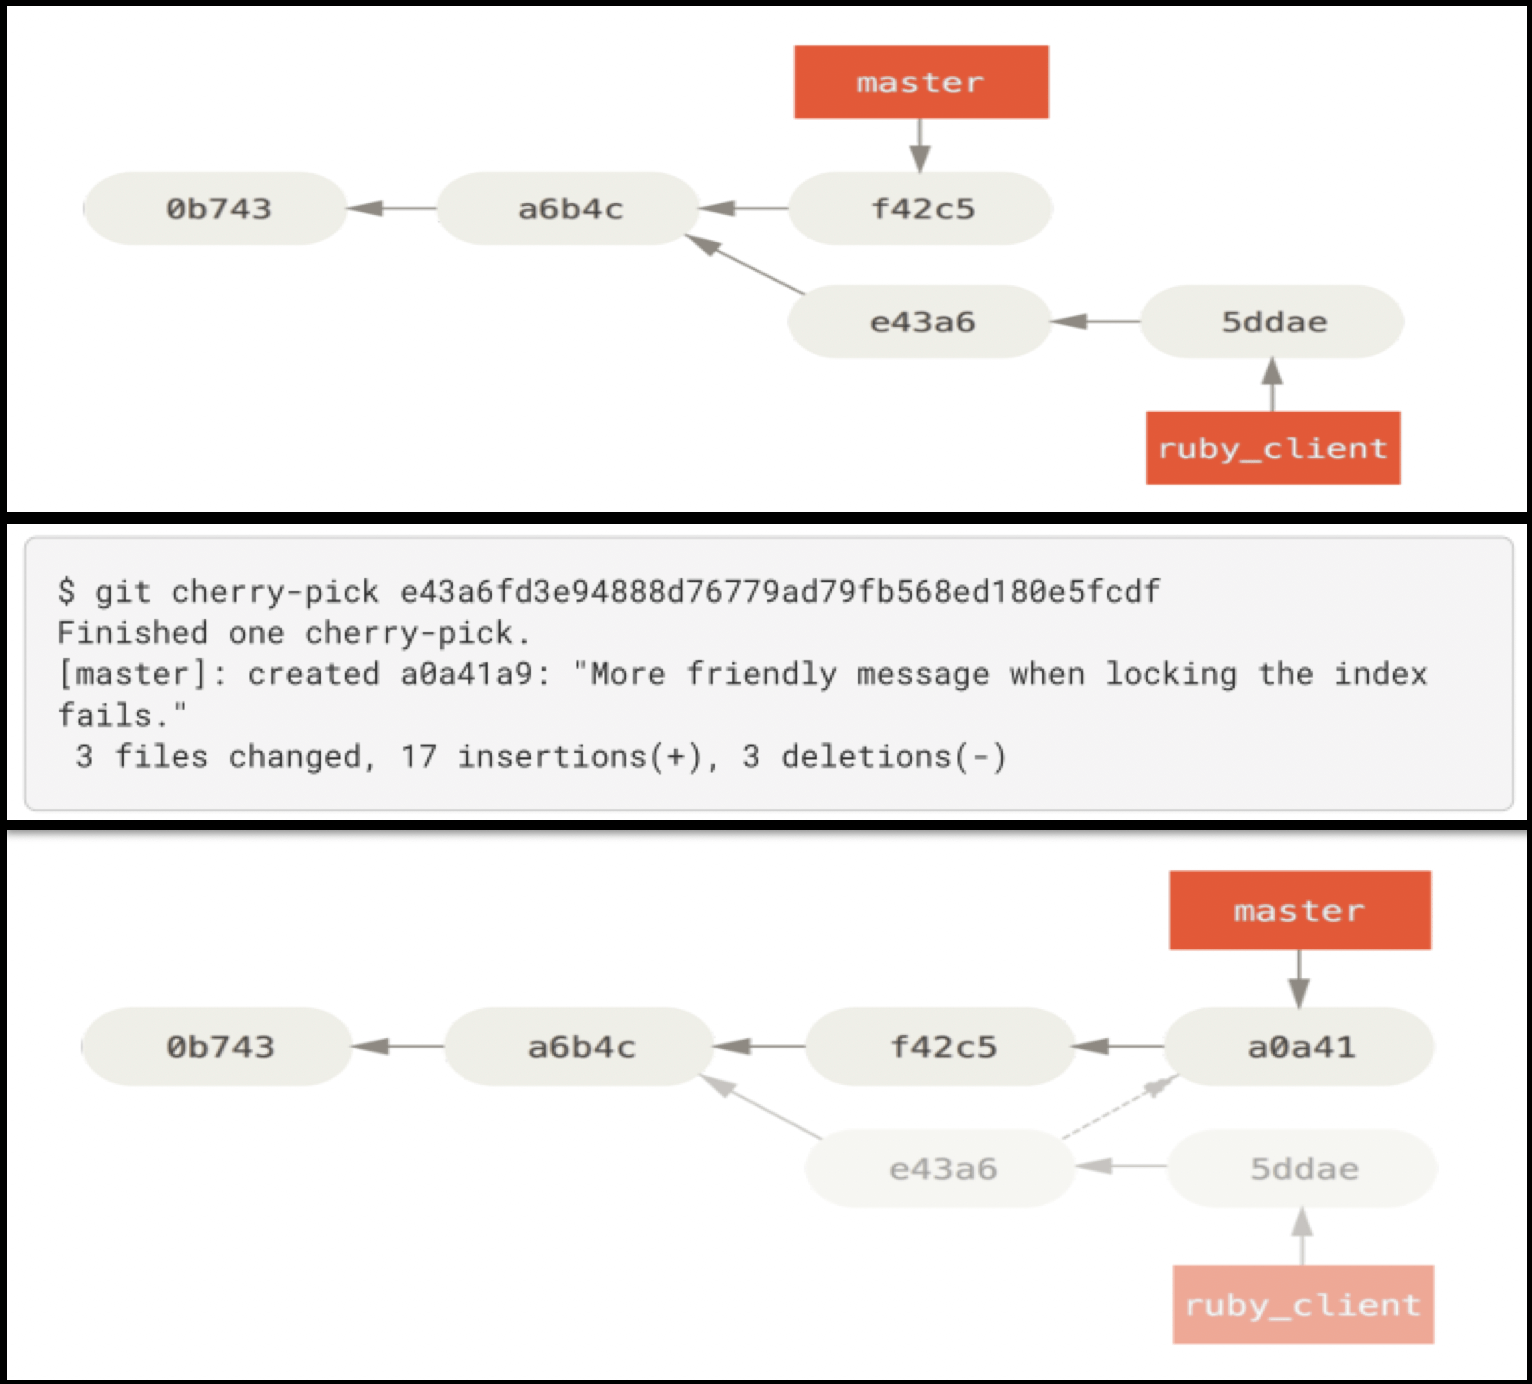 master
0b743 a6b4c f42c5
e43a6 5ddae
ruby_client
$ git cherry-pick e43a6fd3e94888d76779ad79fb568ed180e5fcdf
Finished one cherry-pick.
[master]: created a0a41a9: "More friendly message when locking the index
fails."
3 files changed, 17 insertions(+), 3 deletions(-)
master
0b743 a6b4c f42c5 a0a41
e43a6 5ddae
ruby_client